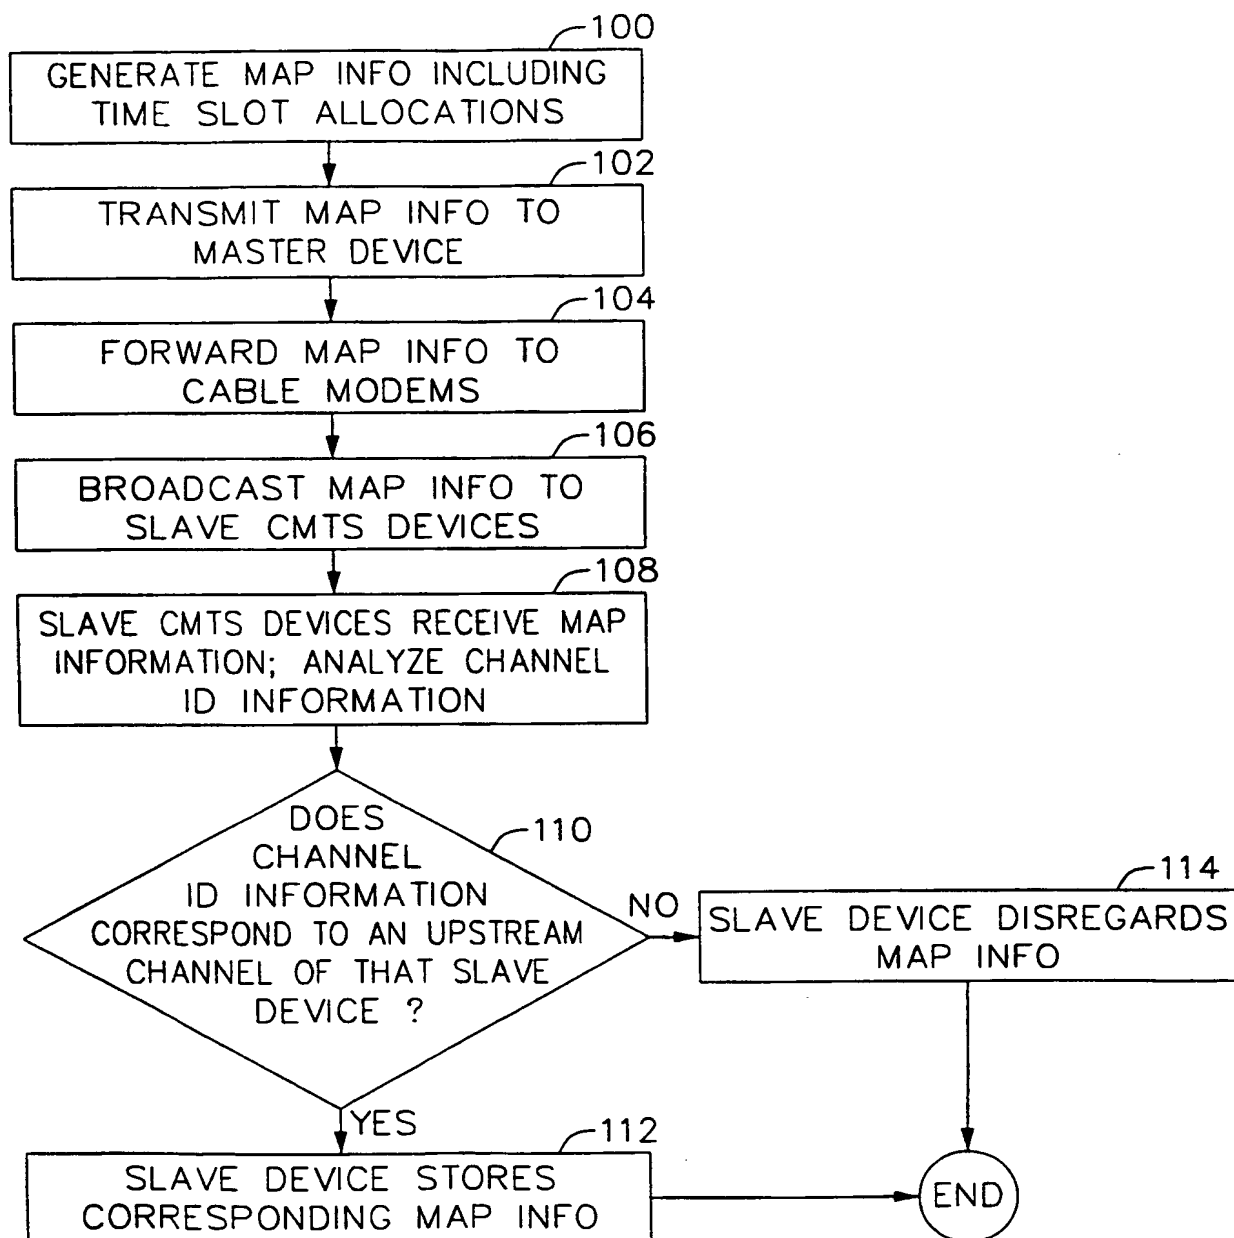 100
GENERATE MAP INFO INCLUDING
TIME SLOT ALLOCATIONS
102
TRANSMIT MAP INFO TO
MASTER DEVICE
104
FORWARD MAP INFO TO
CABLE MODEMS
106
BROADCAST MAP INFO TO
SLAVE CMTS DEVICES
108
SLAVE CMTS DEVICES RECEIVE MAP
INFORMATION; ANALYZE CHANNEL
ID INFORMATION
110
DOES
CHANNEL
ID INFORMATION
CORRESPOND TO AN UPSTREAM
CHANNEL OF THAT SLAVE
DEVICE ?
NO
114
SLAVE DEVICE DISREGARDS
MAP INFO
YES
112
SLAVE DEVICE STORES
CORRESPONDING MAP INFO
END